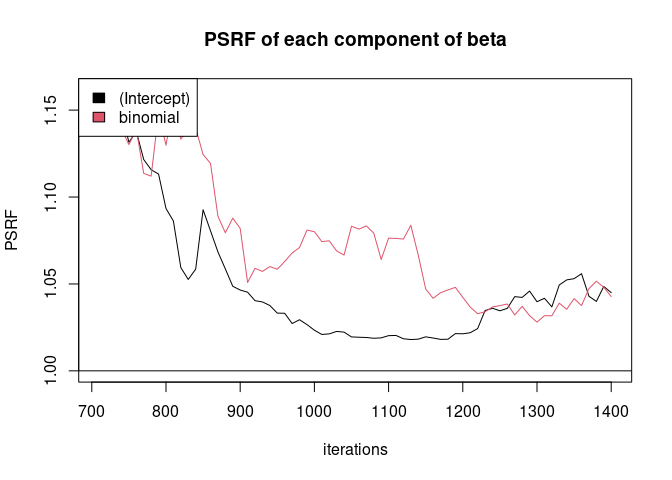 PSRF of each component of beta
(Intercept)
binomial
PSRF
1.15
1.10
1.05
1.00
700 800 900 1000 1100 1200 1300 1400
iterations